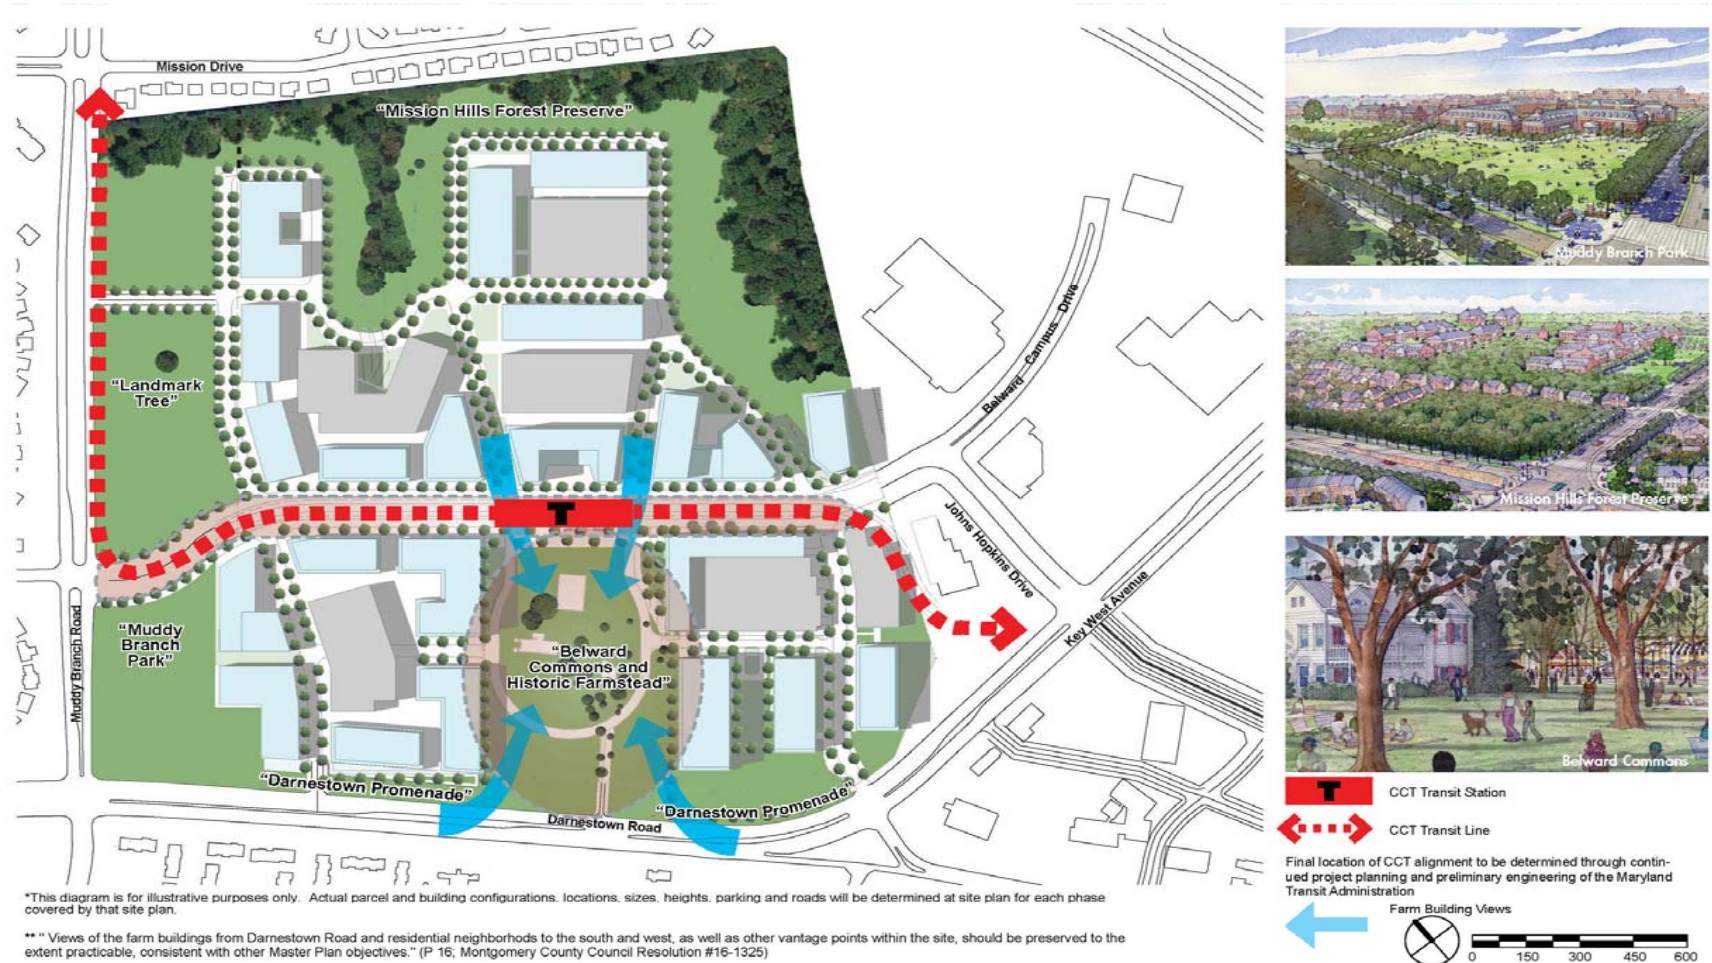 Mission Drive
"Mission Hills Forest Preserve"
"Landmark
Tree"
Belward Campus Drive
T
Johns Hopkins Drive
Key West Avenue
Muddy Branch Road
"Muddy
Branch
Park"
"Belward
Commons and
Historic Farmstead"
"Darnestown Promenade"
"Darnestown Promenade"
Darnestown Road
*This diagram is for illustrative purposes only. Actual parcel and building configurations, locations, sizes, heights, parking and roads will be determined at site plan for each phase
covered by that site plan.
** " Views of the farm buildings from Darnestown Road and residential neighborhods to the south and west, as well as other vantage points within the site, should be preserved to the
extent practicable, consistent with other Master Plan objectives." (P 16; Montgomery County Council Resolution #16-1325)
Muddy Branch Park
Mission Hills Forest Preserve
Belward Commons
T CCT Transit Station
CCT Transit Line
Final location of CCT alignment to be determined through contin-
ued project planning and preliminary engineering of the Maryland
Transit Administration
Farm Building Views
0 150 300 450 600